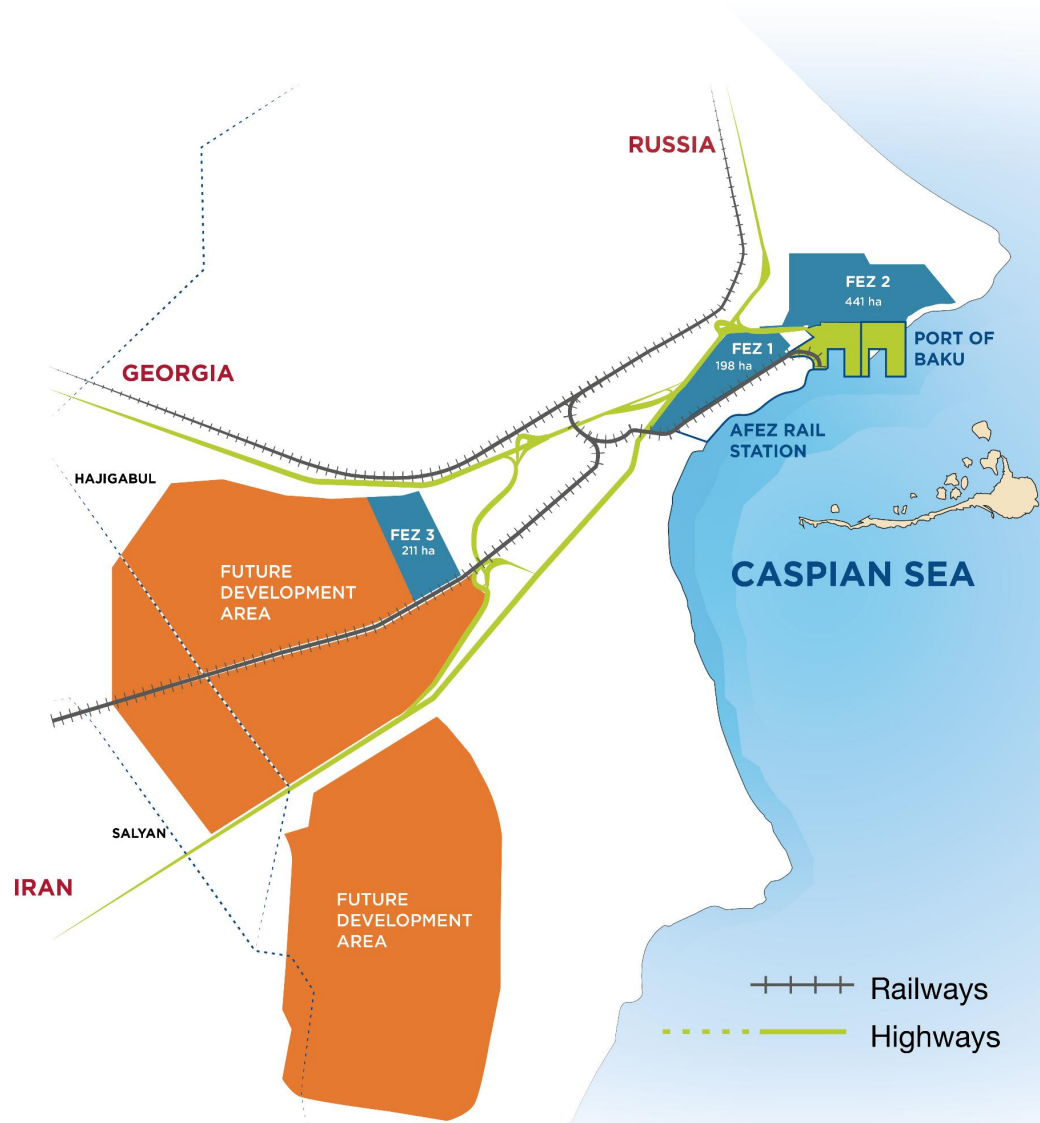 RUSSIA
FEZ 2
441 ha
PORT OF
BAKU
FEZ 1
198 ha
GEORGIA
AFEZ RAIL
STATION
HAJIGABUL
FEZ 3
211 ha
FUTURE
DEVELOPMENT
AREA
CASPIAN SEA
SALYAN
IRAN
FUTURE
DEVELOPMENT
AREA
Railways
Highways